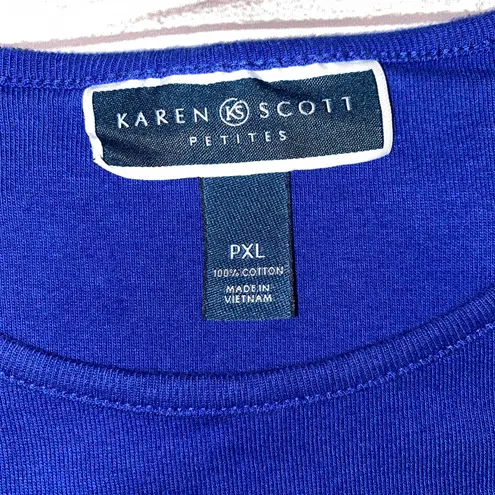 KAREN KS SCOTT
PETITES
PXL
100% COTTON
MADE IN
VIETNAM